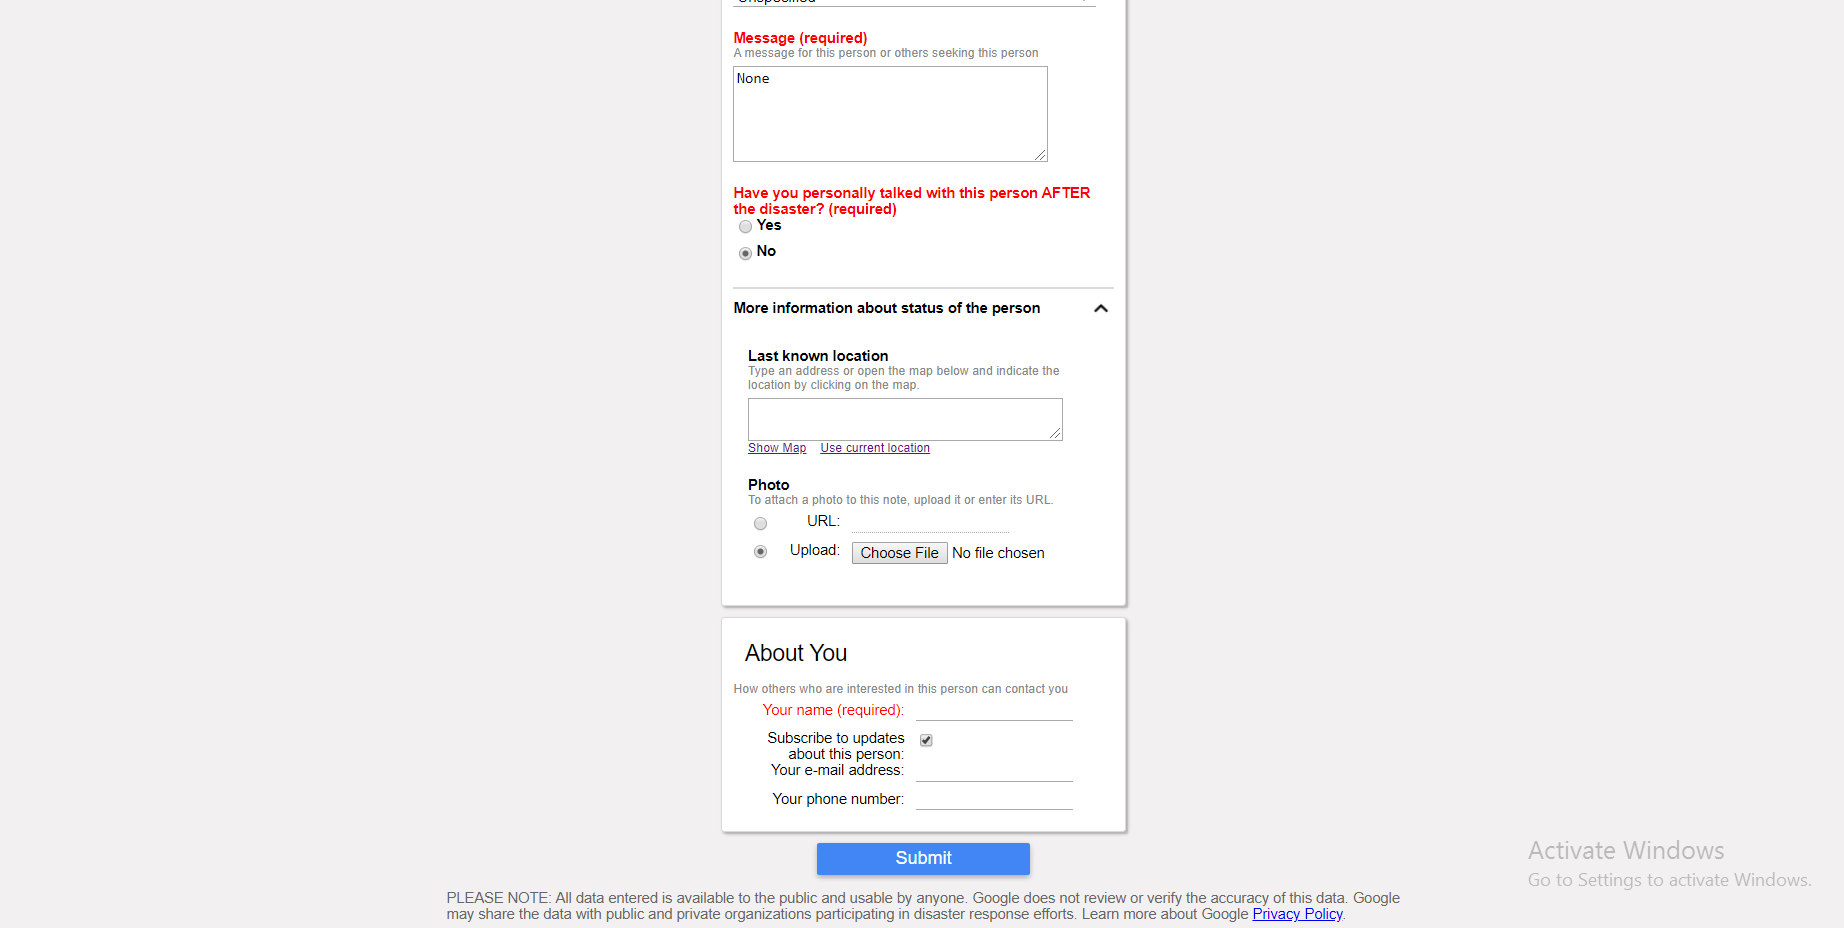 Unspecified
Message (required)
A message for this person or others seeking this person
None
Have you personally talked with this person AFTER
the disaster? (required)
Yes
No
More information about status of the person
Last known location
Type an address or open the map below and indicate the
location by clicking on the map.
Show Map Use current location
Photo
To attach a photo to this note, upload it or enter its URL.
URL:
Upload: Choose File No file chosen
About You
How others who are interested in this person can contact you
Your name (required):
Subscribe to updates
about this person:
Your e-mail address:
Your phone number:
Submit
Activate Windows
Go to Settings to activate Windows.
PLEASE NOTE: All data entered is available to the public and usable by anyone. Google does not review or verify the accuracy of this data. Google
may share the data with public and private organizations participating in disaster response efforts. Learn more about Google Privacy Policy.